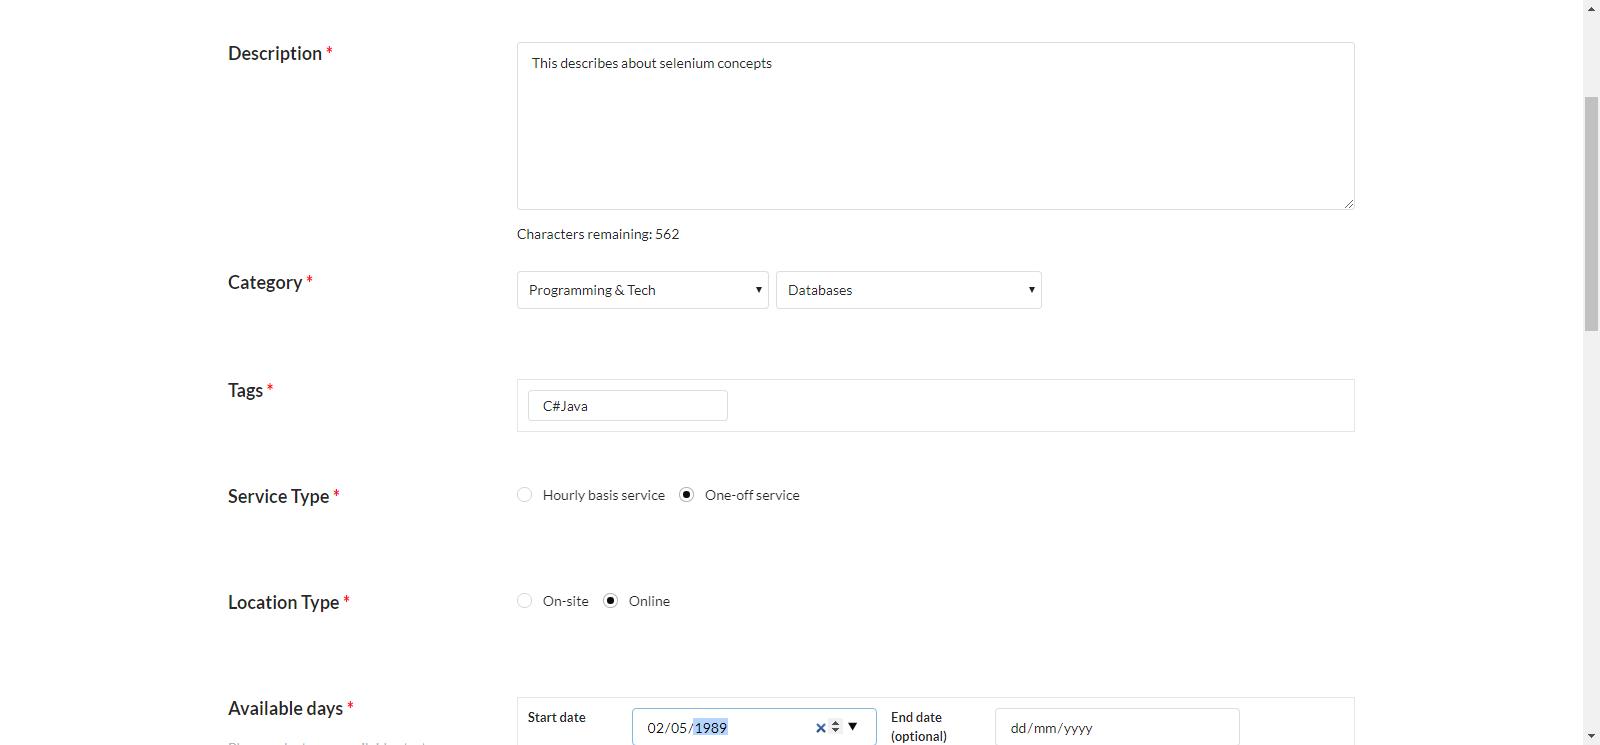 Description *
This describes about selenium concepts
Characters remaining: 562
Category *
Programming & Tech
Databases
Tags *
C#Java
Service Type *
Hourly basis service
One-off service
Location Type *
On-site
Online
Available days *
Start date
02/05/1989
End date
(optional)
dd/mm/yyyy